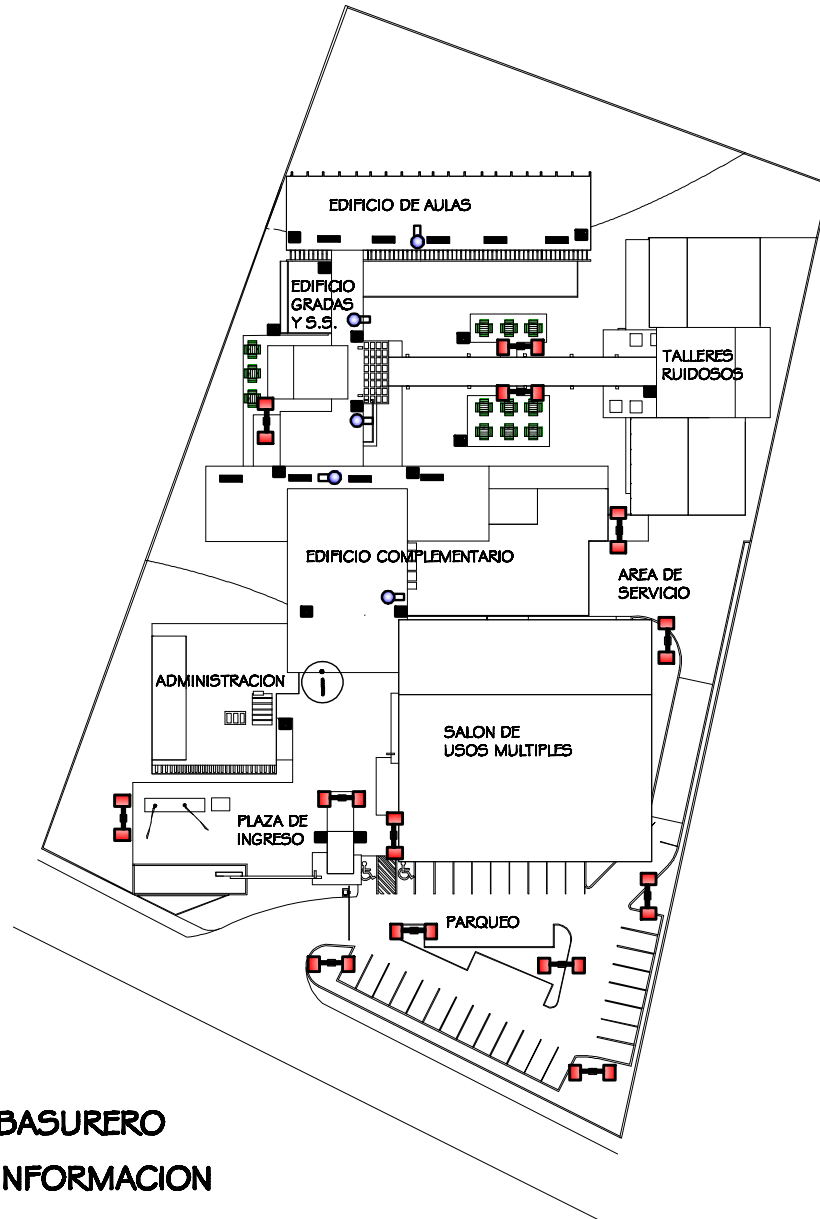 EDIFICIO DE AULAS
EDIFICIO
GRADAS
Y S.S.
TALLERES
RUIDOSOS
EDIFICIO COMPLEMENTARIO
AREA DE
SERVICIO
ADMINISTRACION
i
SALON DE
USOS MULTIPLES
PLAZA DE
INGRESO
PARQUEO
BASURERO
NFORMACION